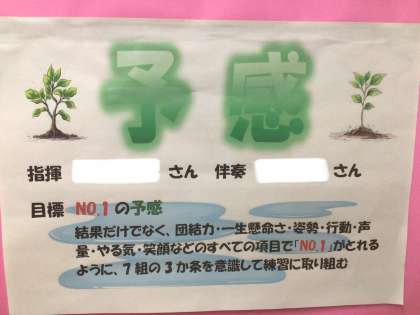 予感
指揮 さん 伴奏 さん
目標 NO.1の予感
結果だけでなく、団結力・一生懸命さ・姿勢・行動・声
量・やる気・笑顔などのすべての項目で「NO.1」がとれる
ように、7組の3か条を意識して練習に取り組む